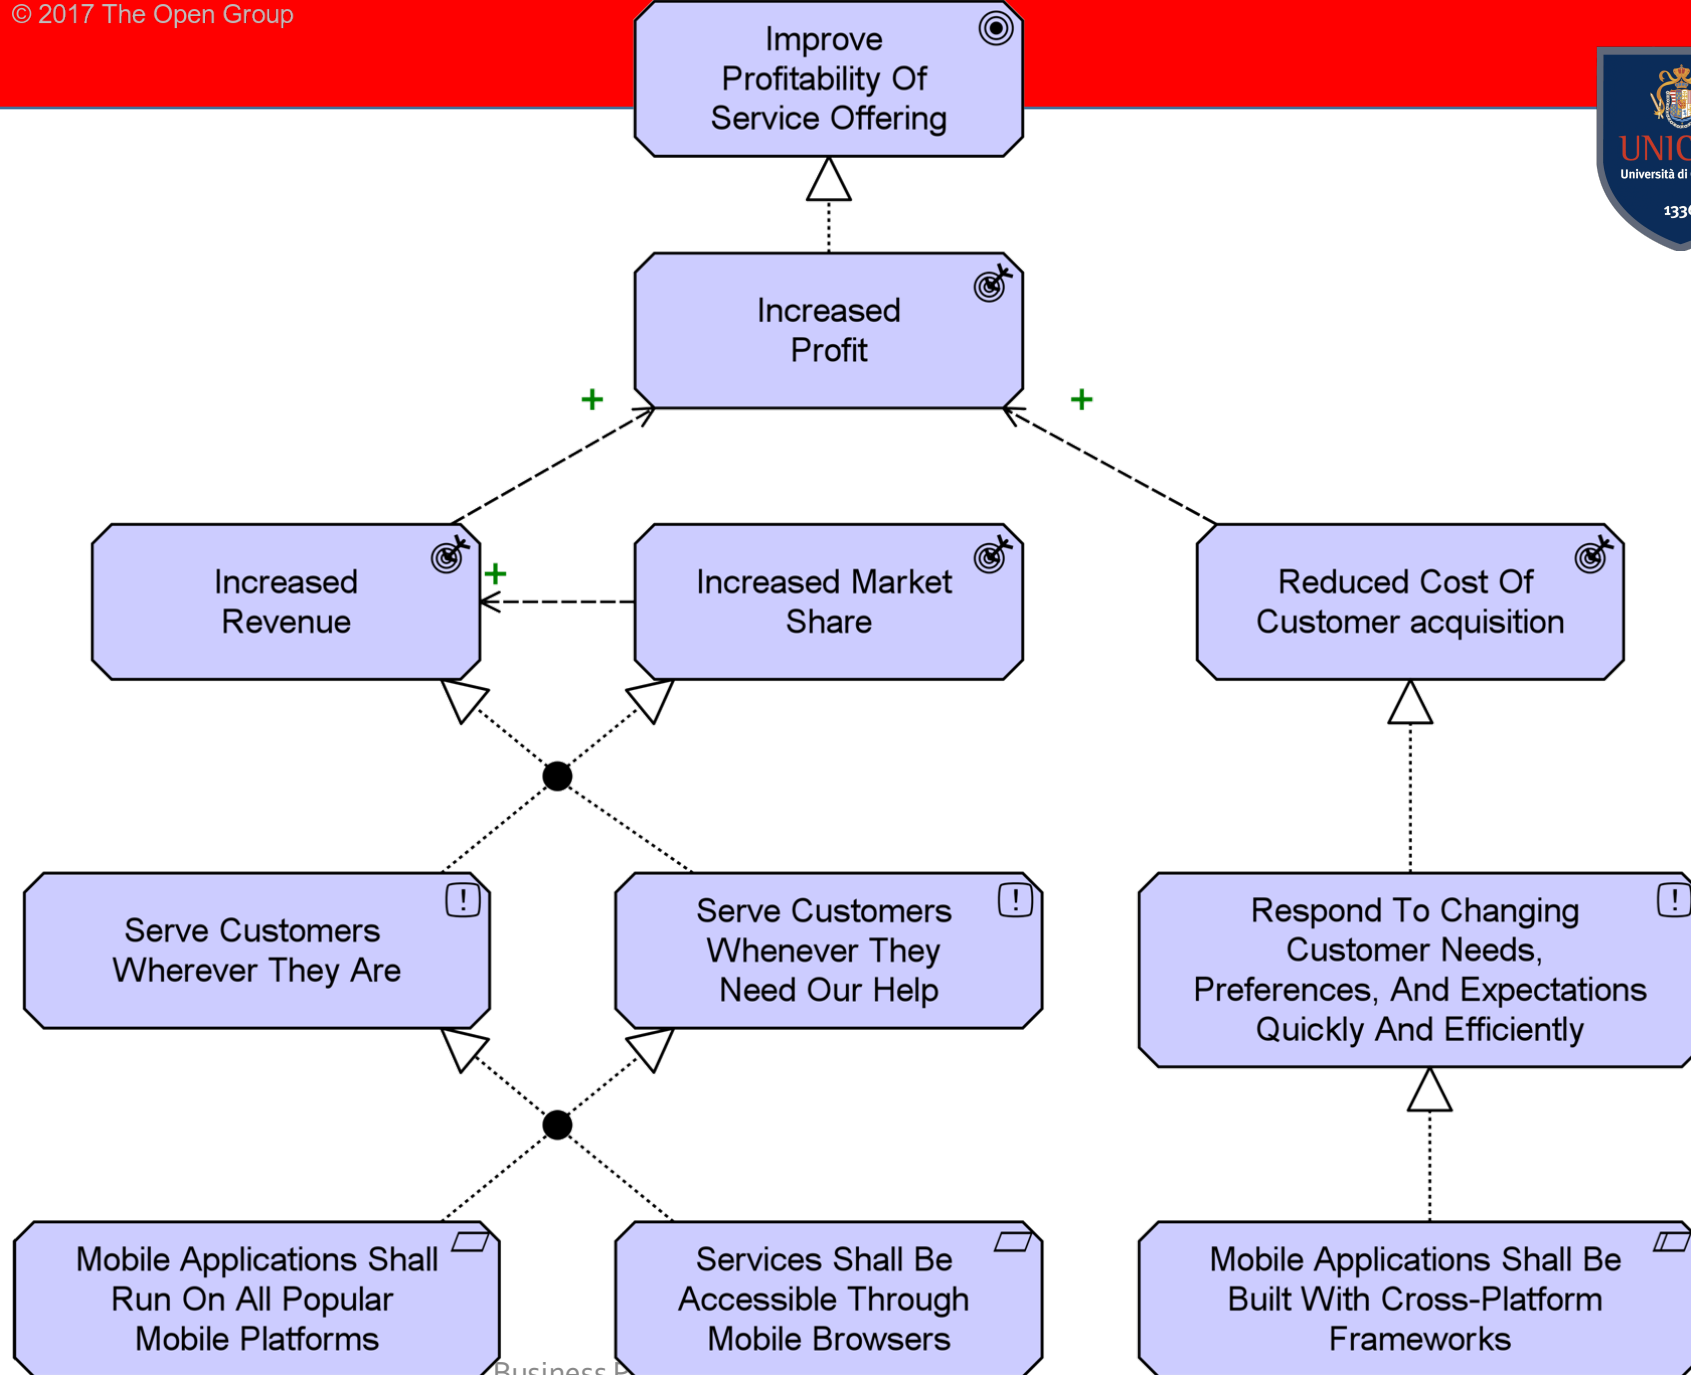 © 2017 The Open Group
Improve
Profitability Of
Service Offering
Università di
Increased
Profit
+
+
Increased
Revenue
+
Increased Market
Share
Reduced Cost Of
Customer acquisition
Serve Customers
Wherever They Are
!
Serve Customers
Whenever They
Need Our Help
!
Respond To Changing
Customer Needs,
Preferences, And Expectations
Quickly And Efficiently
!
Mobile Applications Shall
Run On All Popular
Mobile Platforms
Services Shall Be
Accessible Through
Mobile Browsers
Mobile Applications Shall Be
Built With Cross-Platform
Frameworks
Business